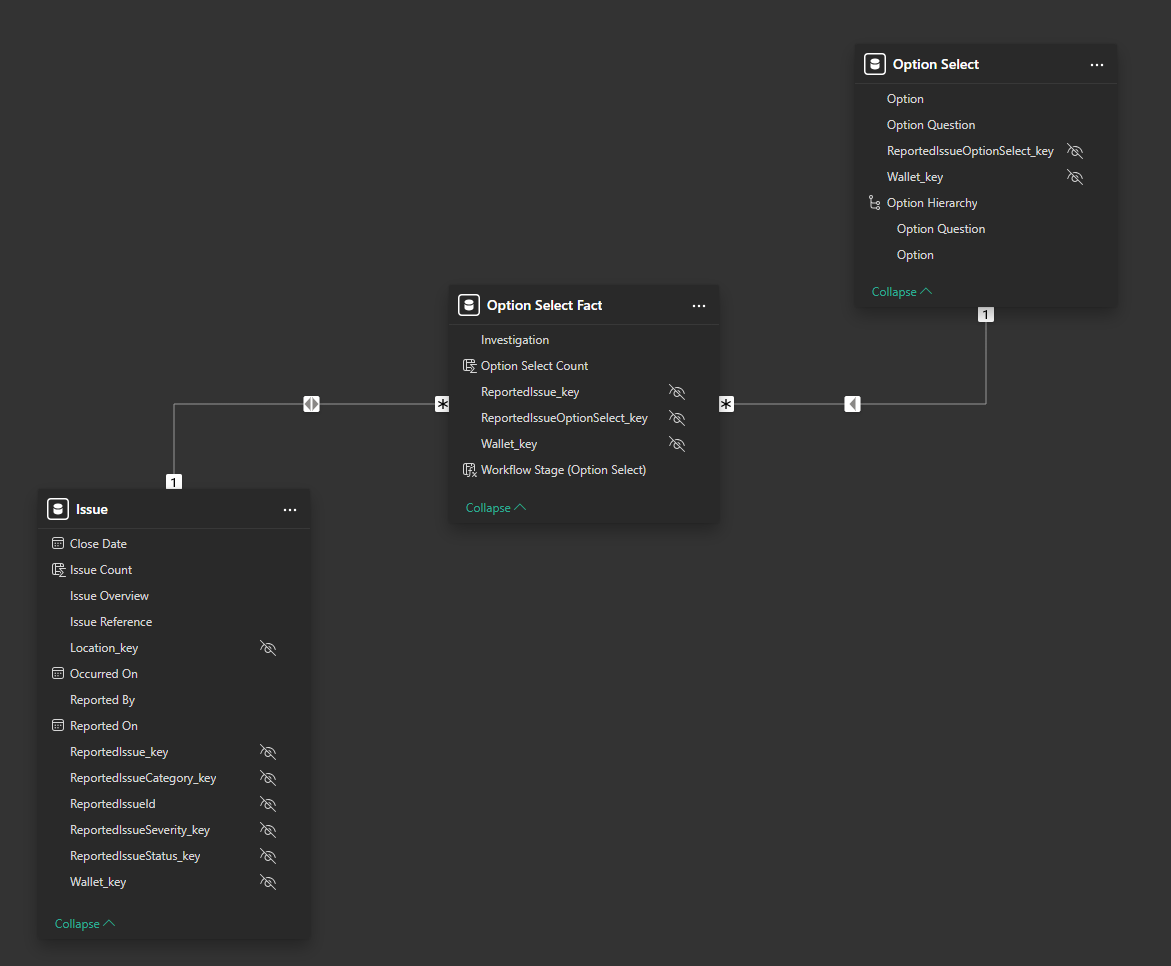 Option Select
Option
Option Question
ReportedIssueOptionSelect_key
Wallet_key
Option Hierarchy
Option Question
Option
Collapse
1
Option Select Fact
Investigation
Option Select Count
ReportedIssue_key
ReportedIssueOptionSelect_key
Wallet_key
Workflow Stage (Option Select)
Collapse
*
*
1
Issue
Close Date
Issue Count
Issue Overview
Issue Reference
Location_key
Occurred On
Reported By
Reported On
ReportedIssue_key
ReportedIssueCategory_key
ReportedIssueId
ReportedIssueSeverity_key
ReportedIssueStatus_key
Wallet_key
Collapse